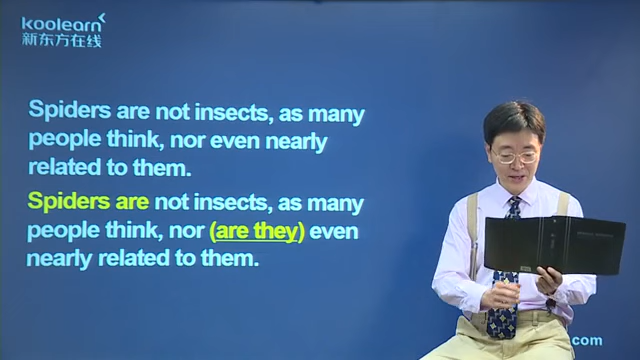 koolearn
新东方在线
Spiders are not insects, as many
people think, nor even nearly
related to them.
Spiders are not insects, as many
people think, nor (are they) even
nearly related to them.
com